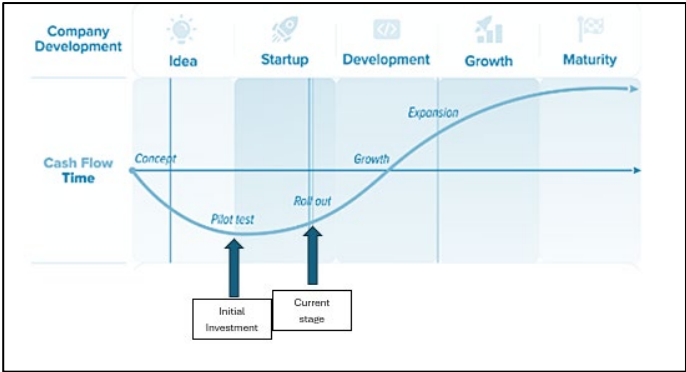 Company
Development
Idea
Startup
Development
Growth
Maturity
Cash Flow
Time
Concept
Pilot test
Roll out
Growth
Expansion
Initial
Investment
Current
stage